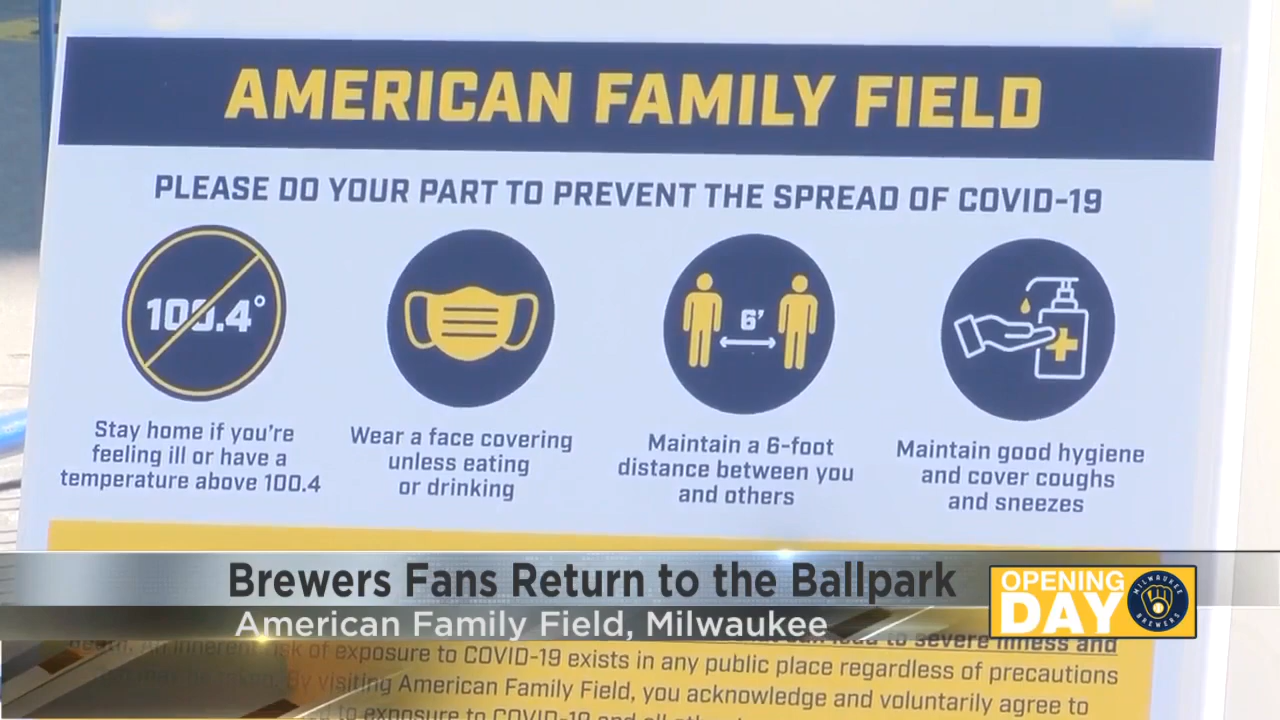 AMERICAN FAMILY FIELD
PLEASE DO YOUR PART TO PREVENT THE SPREAD OF COVID-19
100.4°
6'
Stay home if you're
feeling ill or have a
temperature above 100.4
Wear a face covering
unless eating
or drinking
Maintain a 6-foot
distance between you
and others
Maintain good hygiene
and cover coughs
and sneezes
Brewers Fans Return to the Ballpark
American Family Field, Milwaukee
OPENING
DAY
MILWAUKEE
BREWERS
to severe illness and
An inherent risk of exposure to COVID-19 exists in any public place regardless of precautions
By visiting American Family Field, you acknowledge and voluntarily agree to
to exposure to COVID-19 and all